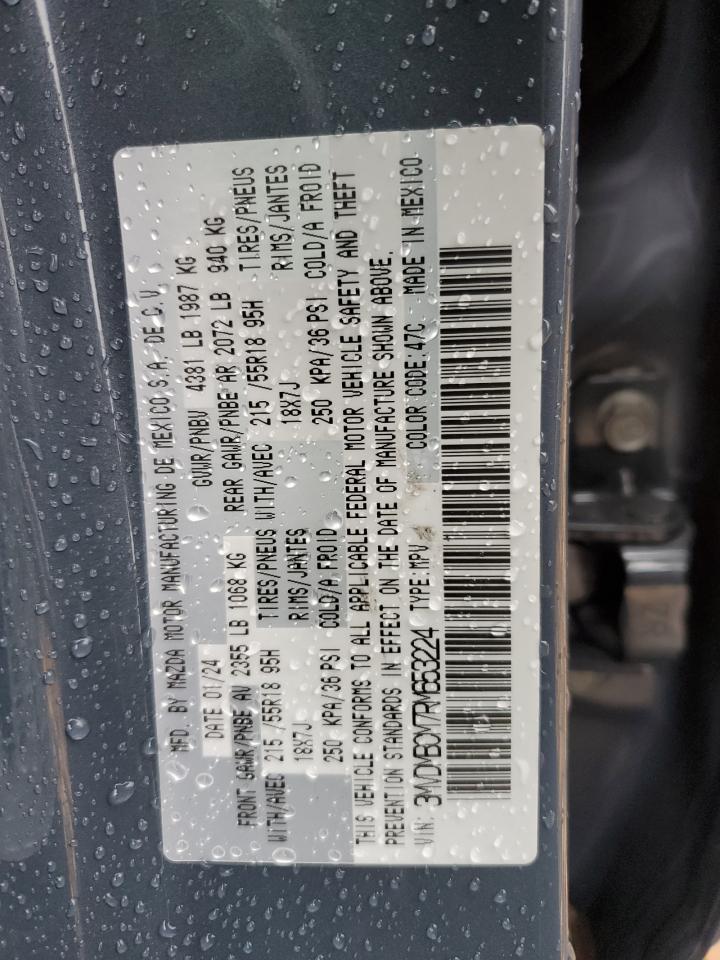 MFD. BY MAZDA MOTOR MANUFACTURING DE MEXICO S.A. DE C.V.
DATE 01/24 GVWR/PNBV 4381 LB 1987 KG
FRONT GAWR/PNBE AV 2355 LB 1068 KG REAR GAWR/PNBE AR 2072 LB 940 KG
WITH/AVEC 215/55R18 95H TIRES/PNEUS WITH/AVEC 215/55R18 95H TIRES/PNEUS
18X7J RIMS/JANTES 18X7J RIMS/JANTES
250 KPA/36 PSI COLD/A FROID 250 KPA/36 PSI COLD/A FROID
THIS VEHICLE CONFORMS TO ALL APPLICABLE FEDERAL MOTOR VEHICLE SAFETY AND THEFT
PREVENTION STANDARDS IN EFFECT ON THE DATE OF MANUFACTURE SHOWN ABOVE.
VIN: 3MVDMBCM7RM653224 TYPE:MPV COLOR CODE:47C MADE IN MEXICO